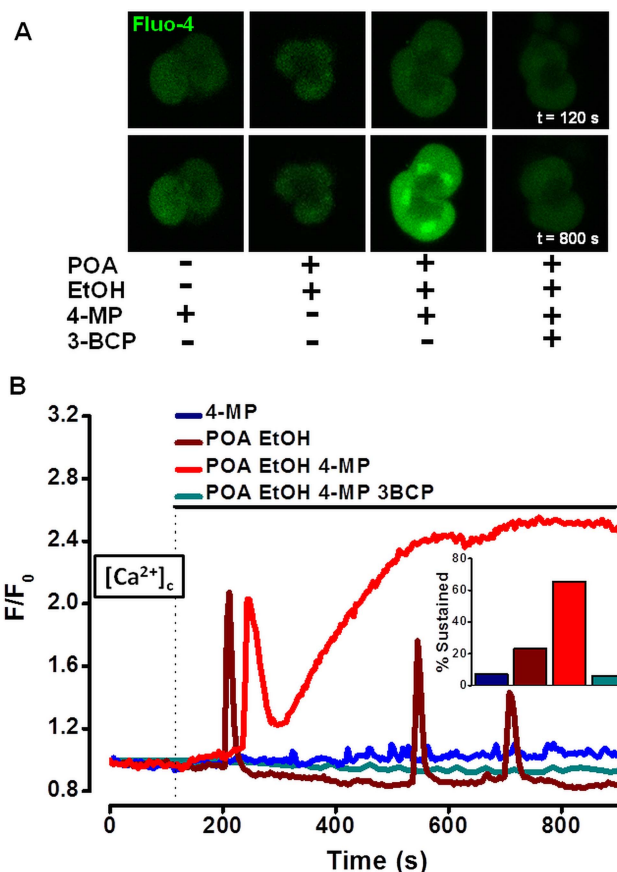 A
Fluo-4
t = 120 s
t = 800 s
POA - + + +
EtOH - + + +
4-MP + - + +
3-BCP - - - +
B
4-MP
POA EtOH
POA EtOH 4-MP
POA EtOH 4-MP 3BCP
3.2
2.8
2.4
2.0
1.6
1.2
0.8
F/F₀
[Ca²⁺]c
% Sustained
80
60
40
20
0
0 200 400 600 800
Time (s)